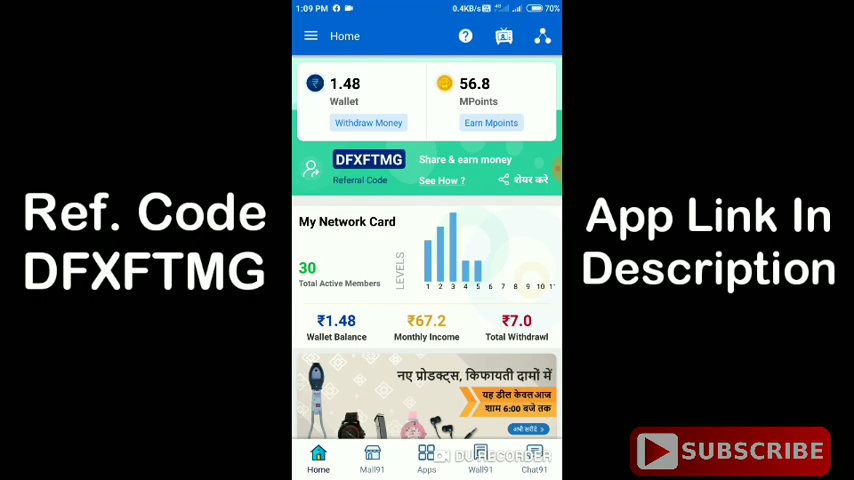 1:09 PM
0.4KB/s
70%
Home
1.48
Wallet
Withdraw Money
56.8
MPoints
Earn Mpoints
DFXFTMG
Referral Code
Share & earn money
See How ?
शेयर करे
Ref. Code
DFXFTMG
App Link In
Description
My Network Card
30
Total Active Members
LEVELS
1 2 3 4 5 6 7 8 9 10
₹1.48
Wallet Balance
₹67.2
Monthly Income
₹7.0
Total Withdrawl
नए प्रोडक्ट्स, किफायती दामों में
यह डील केवल आज
शाम 6:00 बजे तक
अभी खरीदें >
DU RECORDER
Home
Mall91
Apps
Wall91
Chat91
SUBSCRIBE